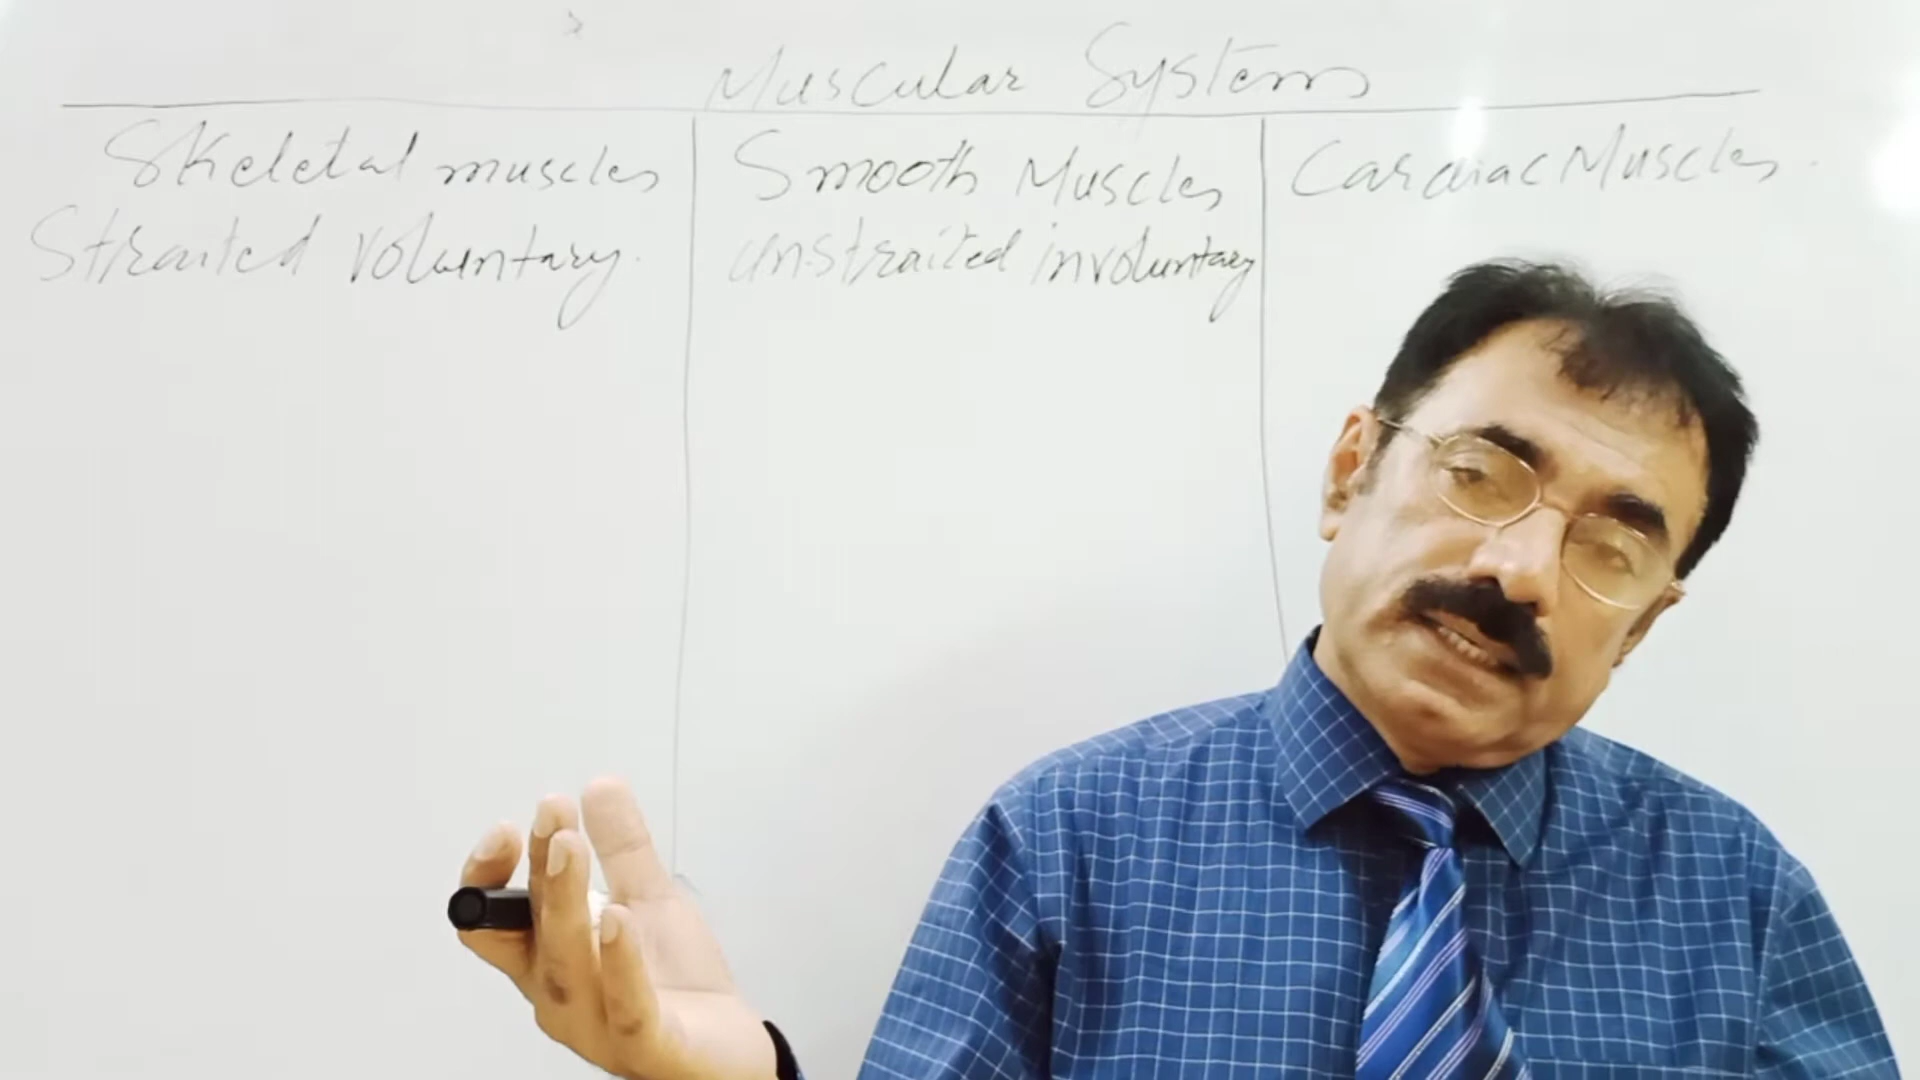 Muscular System
Skeletal muscles
Straited voluntary.
Smooth Muscles
unstraited involuntary
Cardiac Muscles.